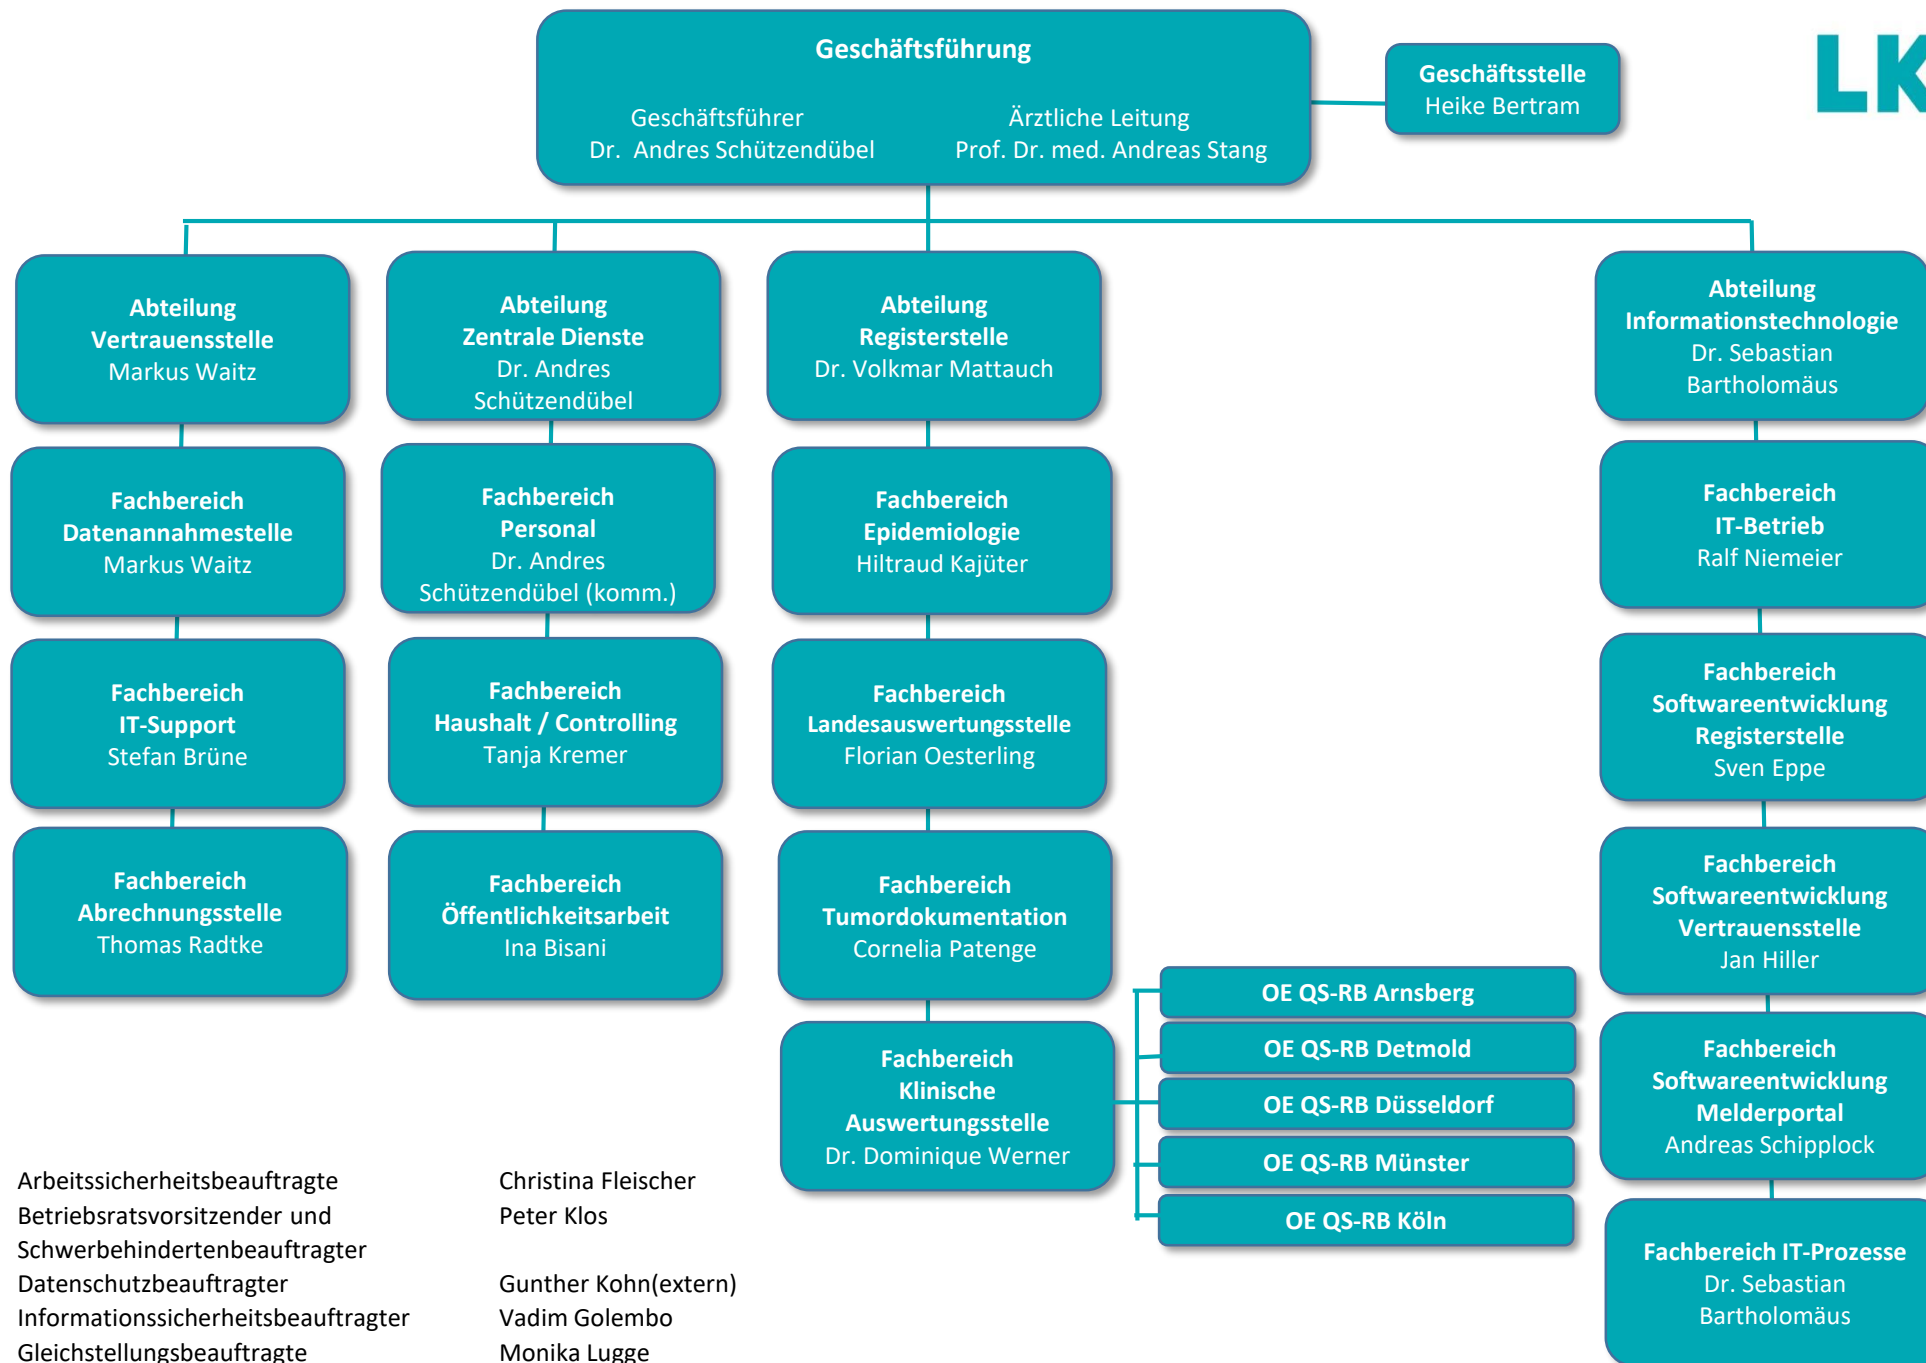 Geschäftsführung
Geschäftsführer
Dr. Andres Schützendübel
Ärztliche Leitung
Prof. Dr. med. Andreas Stang
Geschäftsstelle
Heike Bertram
LK
Abteilung
Vertrauensstelle
Markus Waitz
Fachbereich
Datenannahmestelle
Markus Waitz
Fachbereich
IT-Support
Stefan Brüne
Fachbereich
Abrechnungsstelle
Thomas Radtke
Abteilung
Zentrale Dienste
Dr. Andres
Schützendübel
Fachbereich
Personal
Dr. Andres
Schützendübel (komm.)
Fachbereich
Haushalt / Controlling
Tanja Kremer
Fachbereich
Öffentlichkeitsarbeit
Ina Bisani
Abteilung
Registerstelle
Dr. Volkmar Mattauch
Fachbereich
Epidemiologie
Hiltraud Kajüter
Fachbereich
Landesauswertungsstelle
Florian Oesterling
Fachbereich
Tumordokumentation
Cornelia Patenge
Fachbereich
Klinische
Auswertungsstelle
Dr. Dominique Werner
OE QS-RB Arnsberg
OE QS-RB Detmold
OE QS-RB Düsseldorf
OE QS-RB Münster
OE QS-RB Köln
Abteilung
Informationstechnologie
Dr. Sebastian
Bartholomäus
Fachbereich
IT-Betrieb
Ralf Niemeier
Fachbereich
Softwareentwicklung
Registerstelle
Sven Eppe
Fachbereich
Softwareentwicklung
Vertrauensstelle
Jan Hiller
Fachbereich
Softwareentwicklung
Melderportal
Andreas Schipplock
Fachbereich IT-Prozesse
Dr. Sebastian
Bartholomäus
Arbeitssicherheitsbeauftragte Christina Fleischer
Betriebsratsvorsitzender und Peter Klos
Schwerbehindertenbeauftragter
Datenschutzbeauftragter Gunther Kohn(extern)
Informationssicherheitsbeauftragter Vadim Golembo
Gleichstellungsbeauftragte Monika Lugge